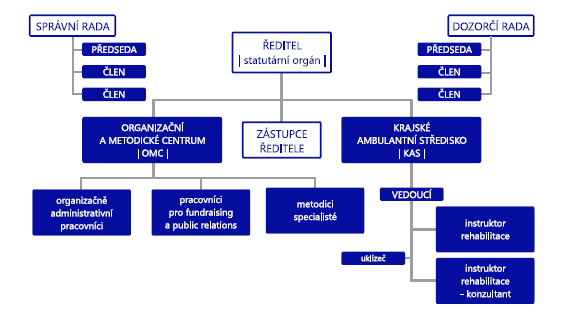 SPRÁVNÍ RADA
PŘEDSEDA
ČLEN
ČLEN
ŘEDITEL
| statutární orgán |
DOZORČÍ RADA
PŘEDSEDA
ČLEN
ČLEN
ORGANIZAČNÍ
A METODICKÉ CENTRUM
| OMC |
ZÁSTUPCE
ŘEDITELE
KRAJSKÉ
AMBULANTNÍ STŘEDISKO
| KAS |
organizačně
administrativní
pracovníci
pracovníci
pro fundraising
a public relations
metodici
specialisté
VEDOUCÍ
instruktor
rehabilitace
uklízeč
instruktor
rehabilitace
– konzultant